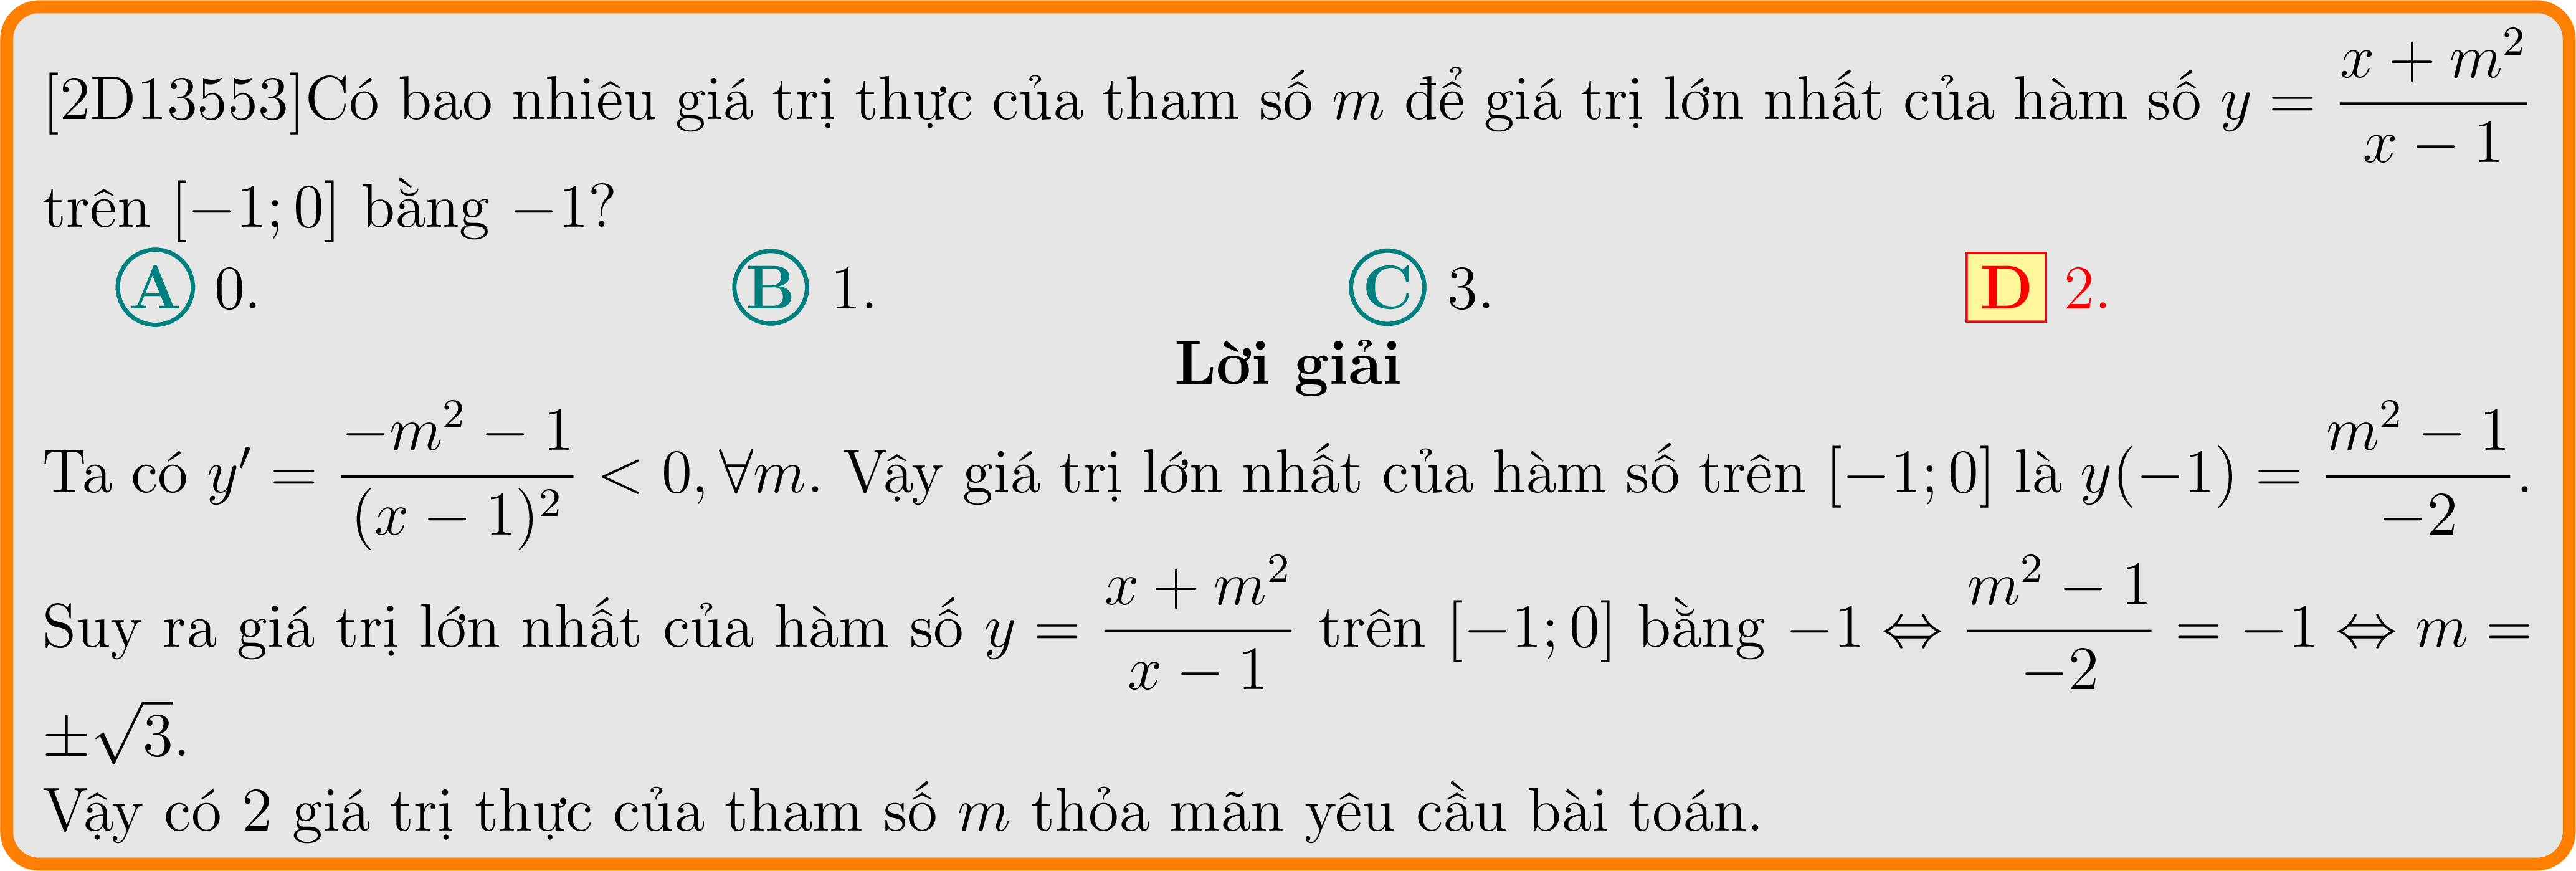 [2D13553]Có bao nhiêu giá trị thực của tham số m để giá trị lớn nhất của hàm số y = \frac{x + m^2}{x − 1}
trên [−1; 0] bằng −1?
A 0. B 1. C 3. D 2.
Lời giải
Ta có y′ = \frac{−m^2 − 1}{(x − 1)^2} < 0, ∀m. Vậy giá trị lớn nhất của hàm số trên [−1; 0] là y(−1) = \frac{m^2 − 1}{−2}.
Suy ra giá trị lớn nhất của hàm số y = \frac{x + m^2}{x − 1} trên [−1; 0] bằng −1 ⇔ \frac{m^2 − 1}{−2} = −1 ⇔ m =
±√3.
Vậy có 2 giá trị thực của tham số m thỏa mãn yêu cầu bài toán.